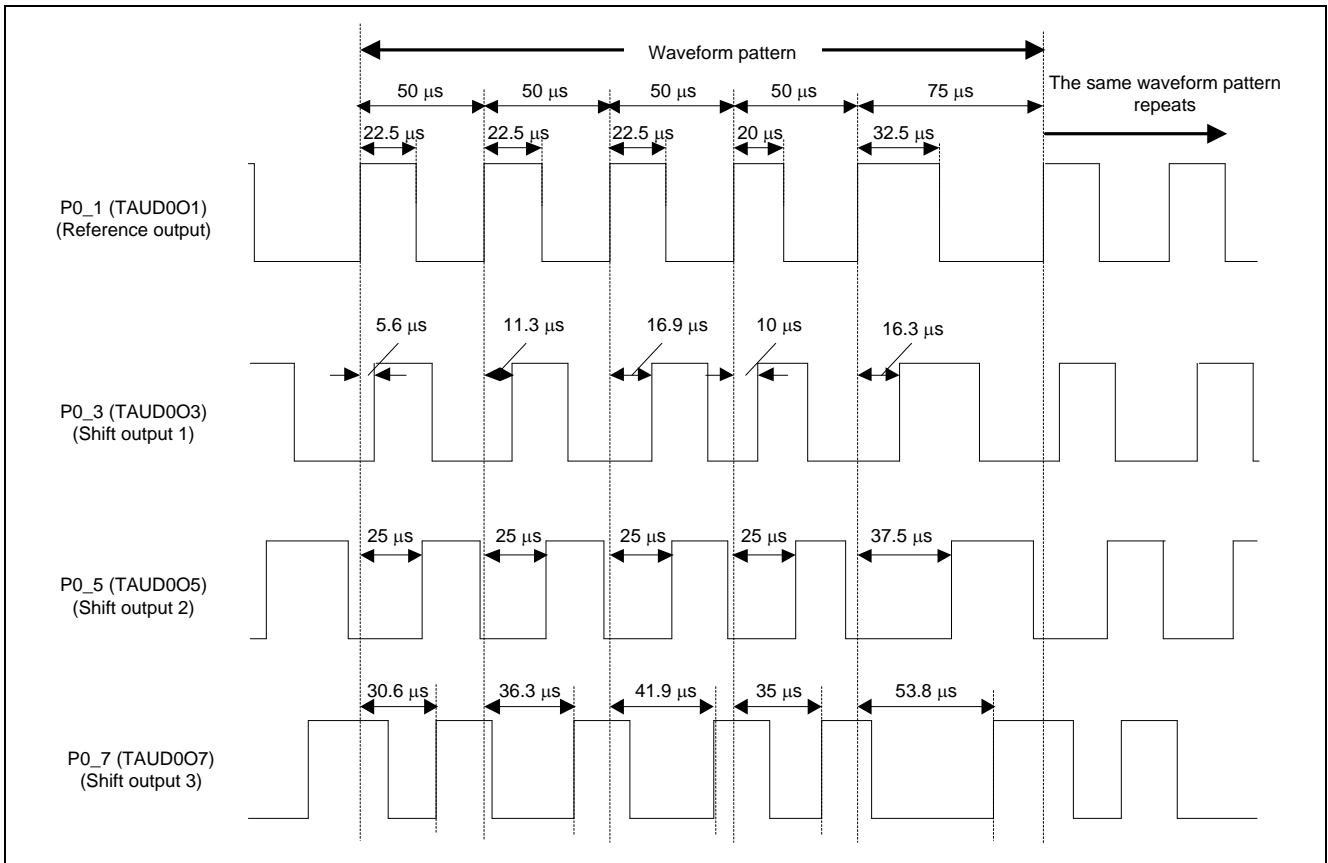 Waveform pattern
50 μs 50 μs 50 μs 50 μs 75 μs
The same waveform pattern
repeats
22.5 μs 22.5 μs 22.5 μs 20 μs 32.5 μs
P0_1 (TAUD0O1)
(Reference output)
5.6 μs 11.3 μs 16.9 μs 10 μs 16.3 μs
P0_3 (TAUD0O3)
(Shift output 1)
25 μs 25 μs 25 μs 25 μs 37.5 μs
P0_5 (TAUD0O5)
(Shift output 2)
30.6 μs 36.3 μs 41.9 μs 35 μs 53.8 μs
P0_7 (TAUD0O7)
(Shift output 3)